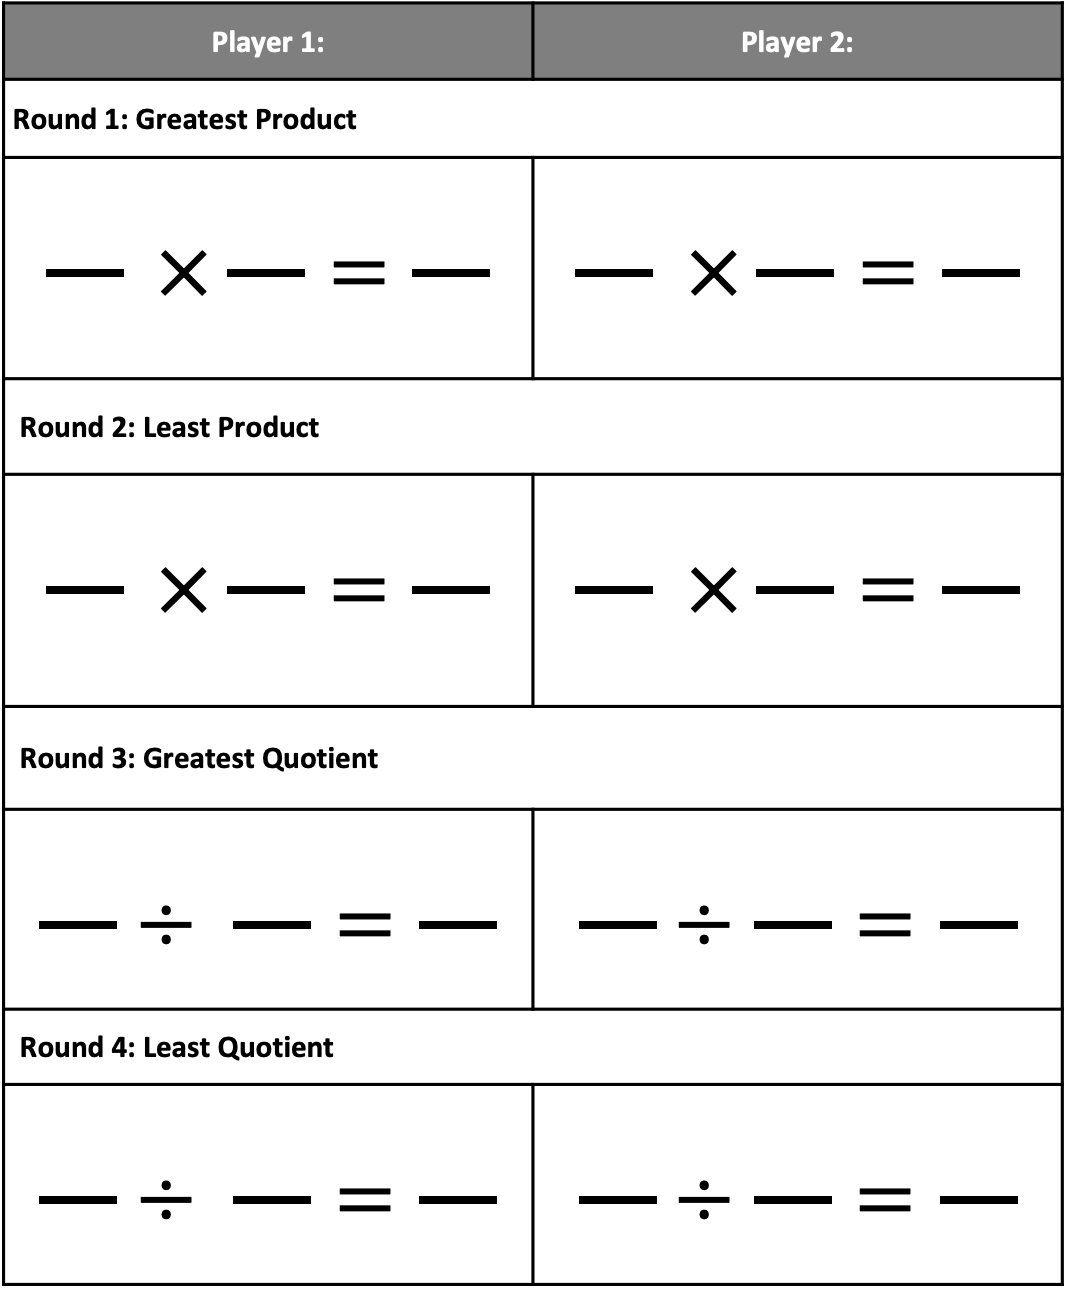 Player 1: Player 2:
Round 1: Greatest Product
— × — = — — × — = —
Round 2: Least Product
— × — = — — × — = —
Round 3: Greatest Quotient
— ÷ — = — — ÷ — = —
Round 4: Least Quotient
— ÷ — = — — ÷ — = —